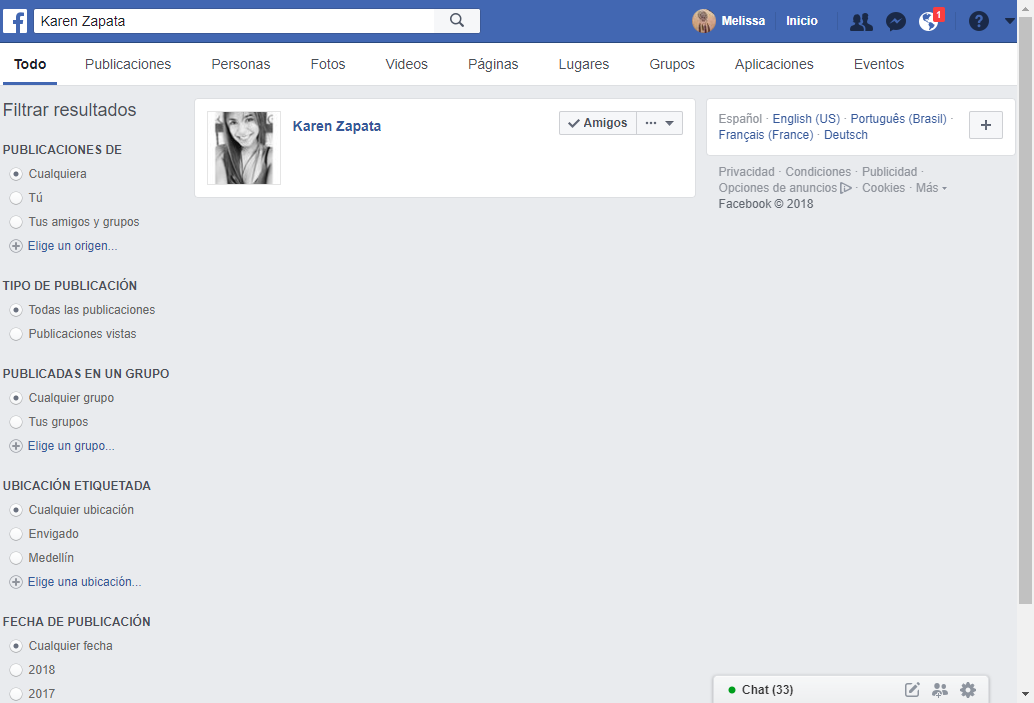 f Karen Zapata Melissa Inicio 1 ?
Todo Publicaciones Personas Fotos Videos Páginas Lugares Grupos Aplicaciones Eventos
Filtrar resultados
PUBLICACIONES DE
Cualquiera
Tú
Tus amigos y grupos
Elige un origen...
TIPO DE PUBLICACIÓN
Todas las publicaciones
Publicaciones vistas
PUBLICADAS EN UN GRUPO
Cualquier grupo
Tus grupos
Elige un grupo...
UBICACIÓN ETIQUETADA
Cualquier ubicación
Envigado
Medellín
Elige una ubicación...
FECHA DE PUBLICACIÓN
Cualquier fecha
2018
2017
Karen Zapata Amigos ...
Español · English (US) · Português (Brasil) ·
Français (France) · Deutsch
+
Privacidad · Condiciones · Publicidad ·
Opciones de anuncios · Cookies · Más
Facebook © 2018
Chat (33)